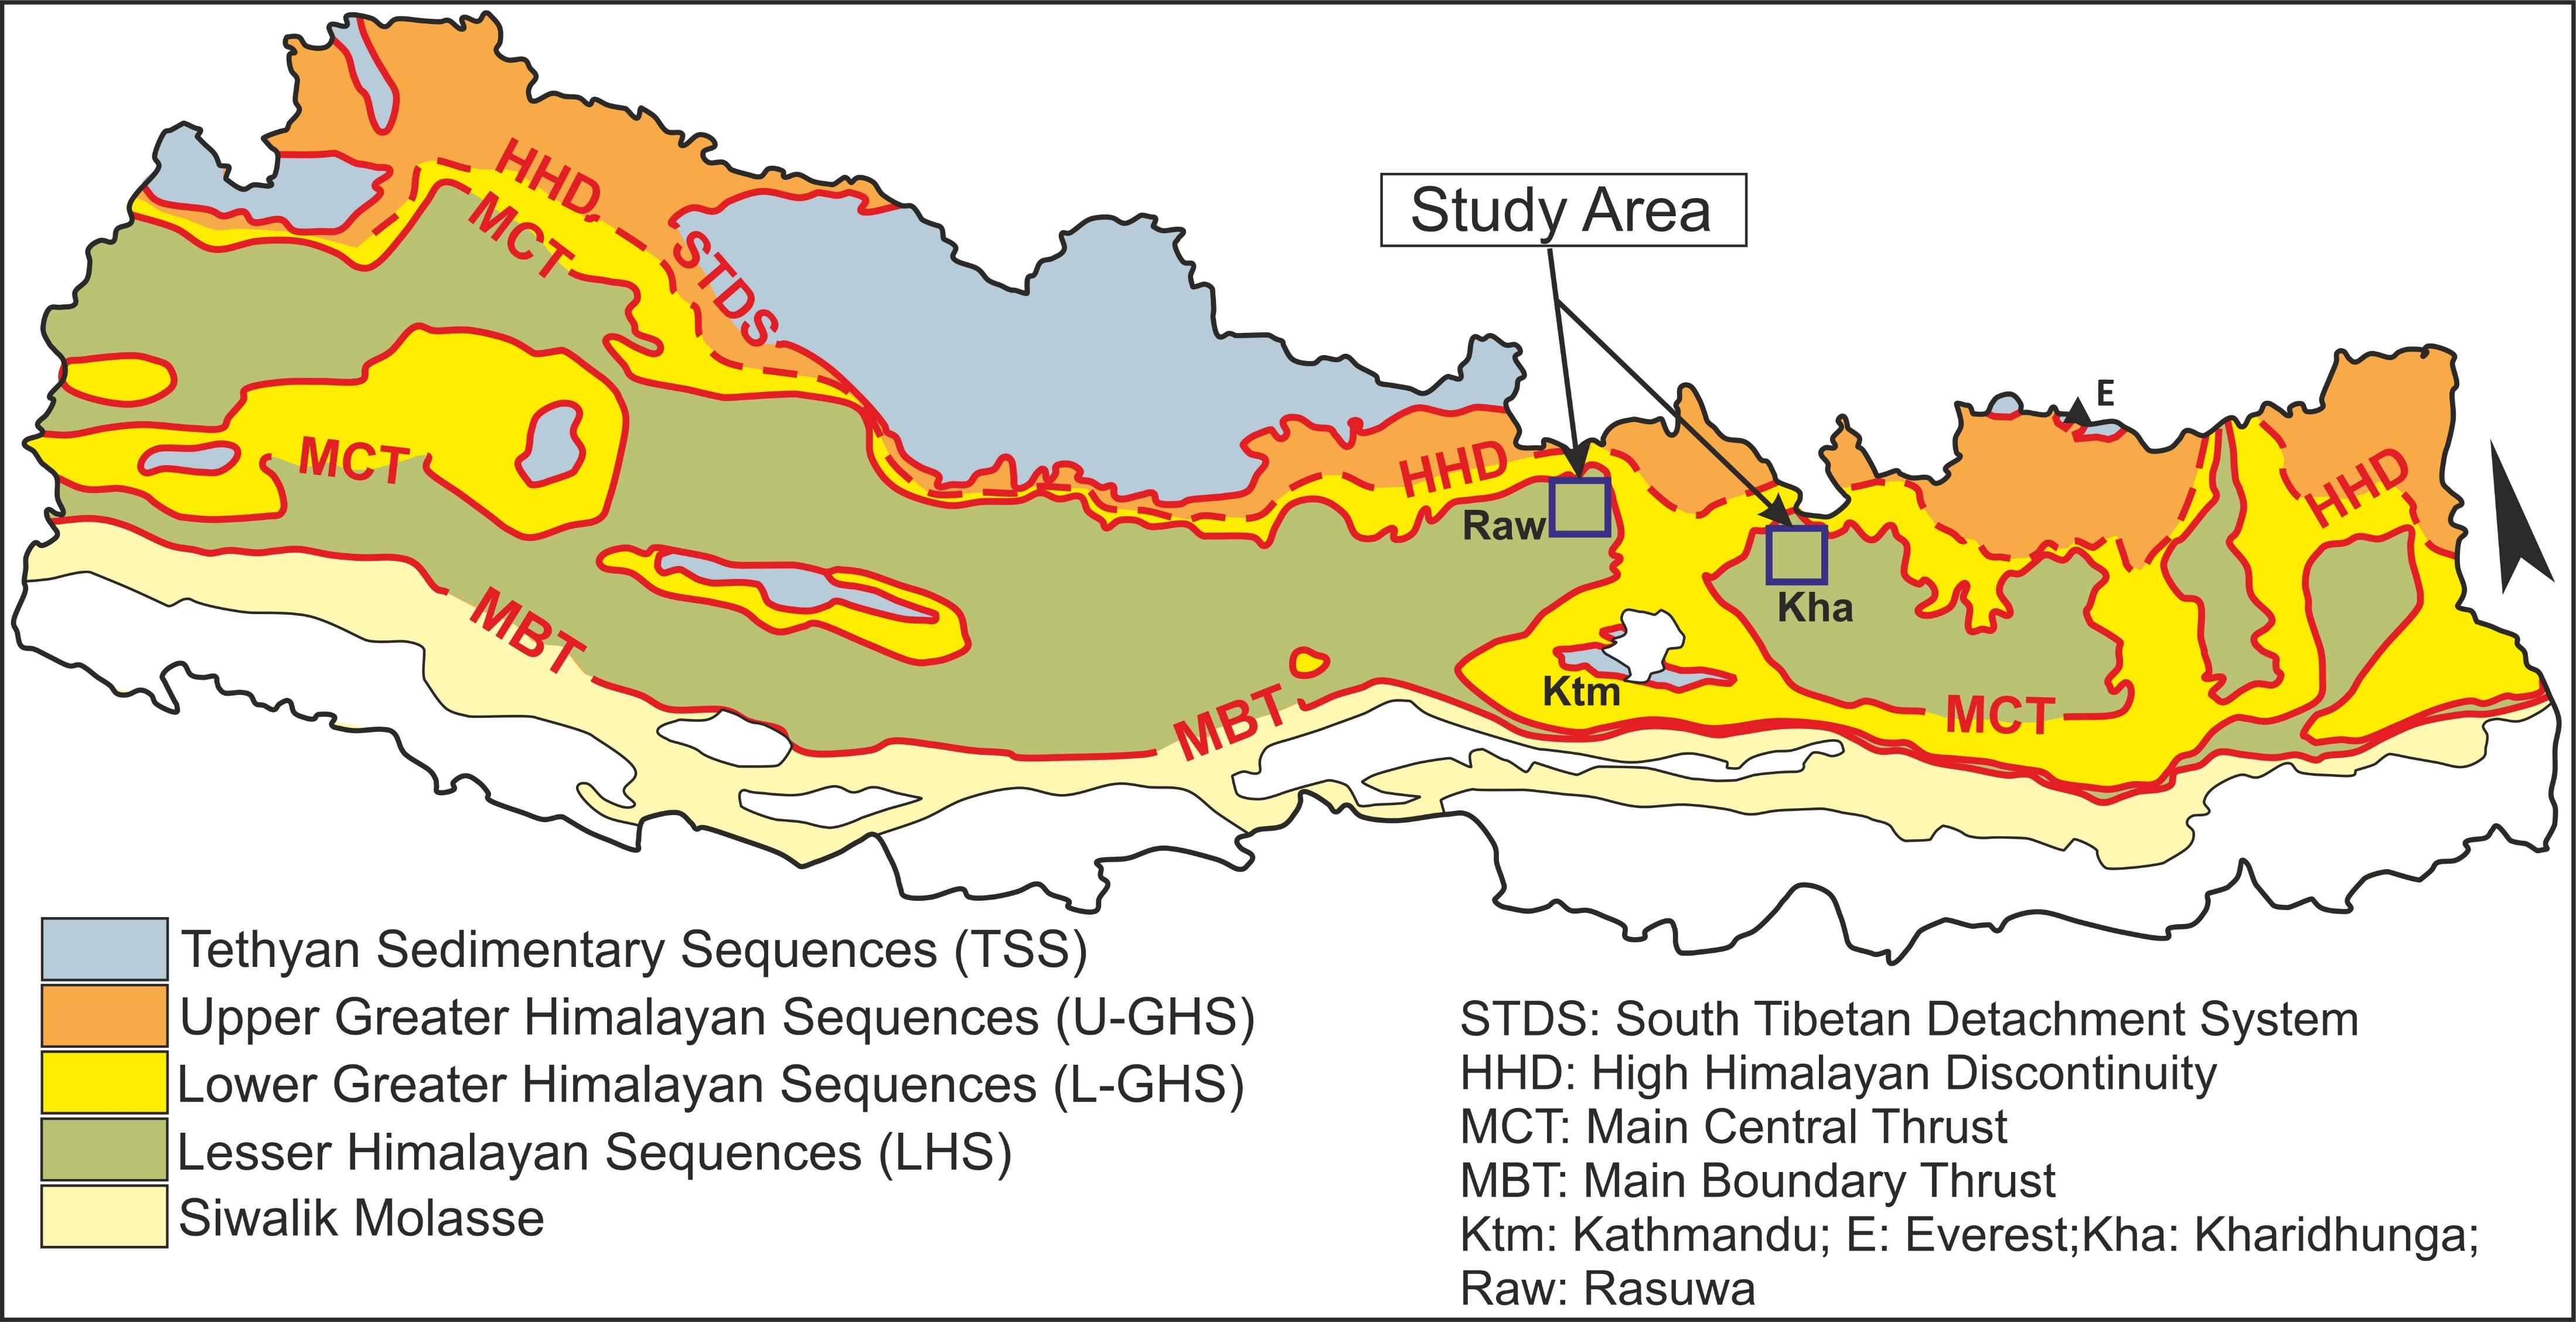 HHD
MCT
STDS
Study Area
E
HHD
HHD
MCT
Raw
Kha
MBT
Ktm
MBT
MCT
Tethyan Sedimentary Sequences (TSS)
Upper Greater Himalayan Sequences (U-GHS)
Lower Greater Himalayan Sequences (L-GHS)
Lesser Himalayan Sequences (LHS)
Siwalik Molasse
STDS: South Tibetan Detachment System
HHD: High Himalayan Discontinuity
MCT: Main Central Thrust
MBT: Main Boundary Thrust
Ktm: Kathmandu; E: Everest;Kha: Kharidhunga;
Raw: Rasuwa